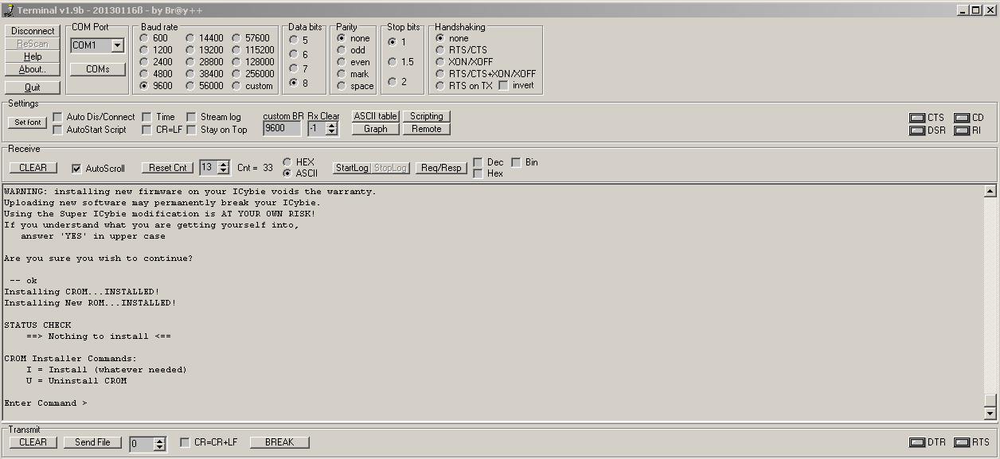 Terminal v1.9b - 20130116ß - by Br@y++
Disconnect
ReScan
Help
About..
Quit
COM Port
COM1
COMs
Baud rate
600 14400 57600
1200 19200 115200
2400 28800 128000
4800 38400 256000
9600 56000 custom
Data bits
5
6
7
8
Parity
none
odd
even
mark
space
Stop bits
1
1.5
2
Handshaking
none
RTS/CTS
XON/XOFF
RTS/CTS+XON/XOFF
RTS on TX invert
Settings
Set font
Auto Dis/Connect Time Stream log
AutoStart Script CR=LF Stay on Top
custom BR Rx Clear
9600 -1
ASCII table Scripting
Graph Remote
CTS CD
DSR RI
Receive
CLEAR AutoScroll Reset Cnt 13 Cnt = 33
HEX
ASCII
StartLog StopLog Req/Resp
Dec Bin
Hex
WARNING: installing new firmware on your ICybie voids the warranty.
Uploading new software may permanently break your ICybie.
Using the Super ICybie modification is AT YOUR OWN RISK!
If you understand what you are getting yourself into,
answer 'YES' in upper case
Are you sure you wish to continue?
-- ok
Installing CROM...INSTALLED!
Installing New ROM...INSTALLED!
STATUS CHECK
==> Nothing to install <==
CROM Installer Commands:
I = Install (whatever needed)
U = Uninstall CROM
Enter Command >
Transmit
CLEAR Send File 0 CR=CR+LF BREAK DTR RTS